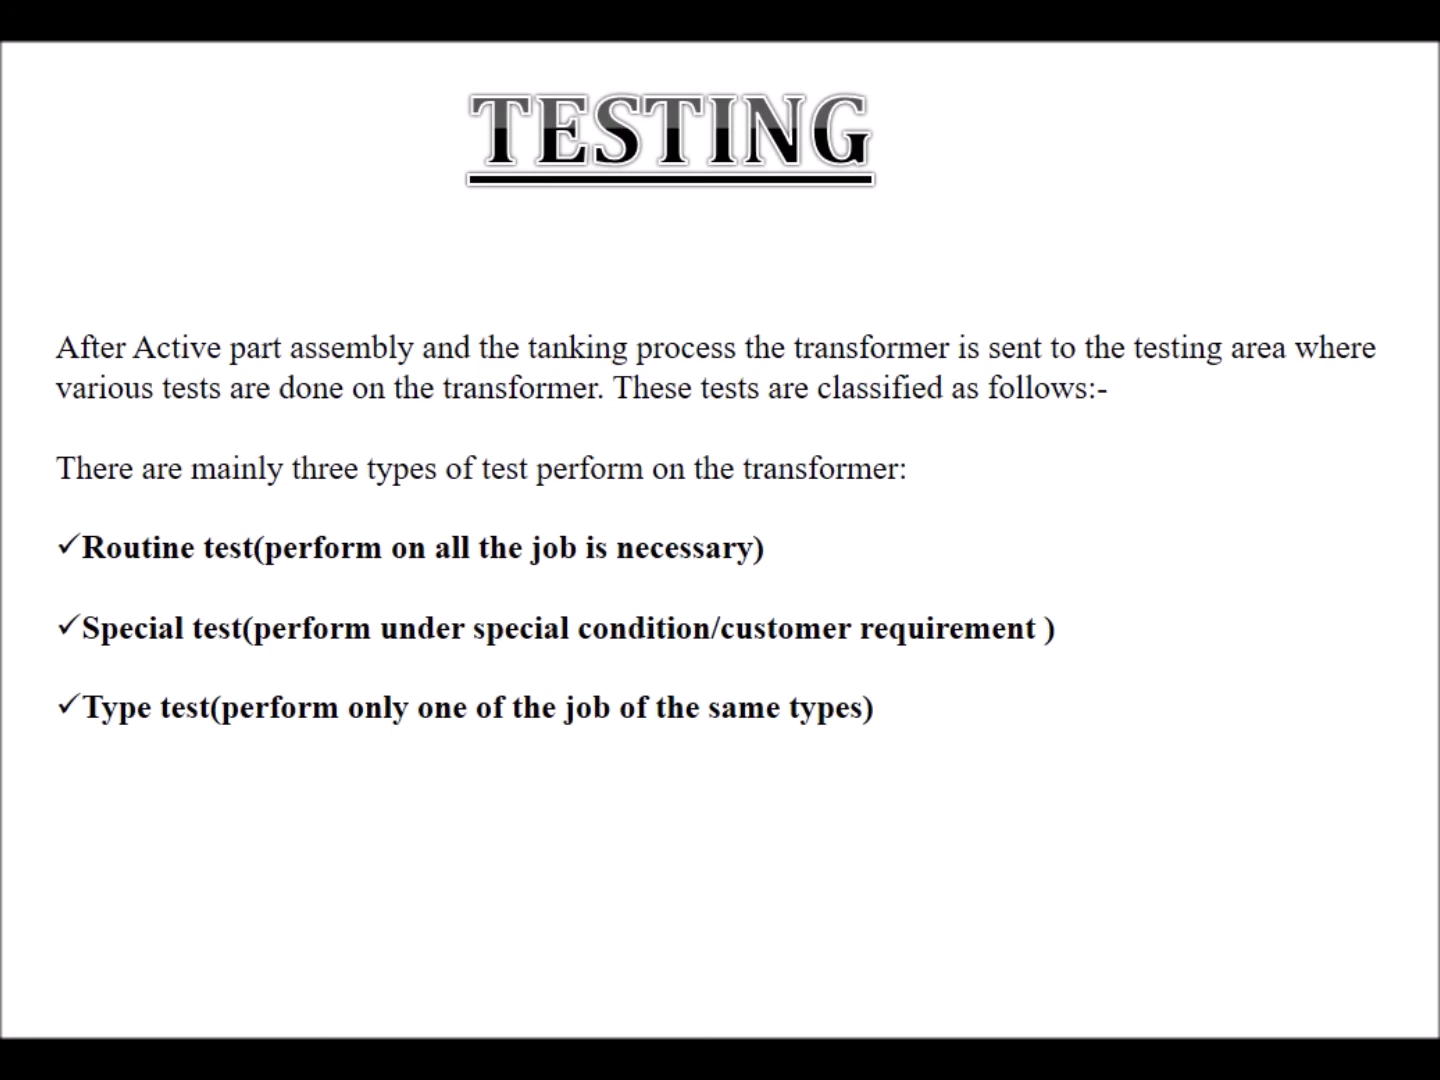 TESTING
After Active part assembly and the tanking process the transformer is sent to the testing area where
various tests are done on the transformer. These tests are classified as follows:-
There are mainly three types of test perform on the transformer:
✓Routine test(perform on all the job is necessary)
✓Special test(perform under special condition/customer requirement )
✓Type test(perform only one of the job of the same types)